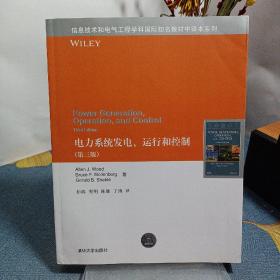 信息技术和电气工程学科国际知名教材中译本系列
WILEY
Power Generation,
Operation, and Control
Third Edition
电力系统发电、运行和控制
(第三版)
Allen J. Wood
Bruce F. Wollenberg 著
Gerald B. Sheblé
清华大学出版社